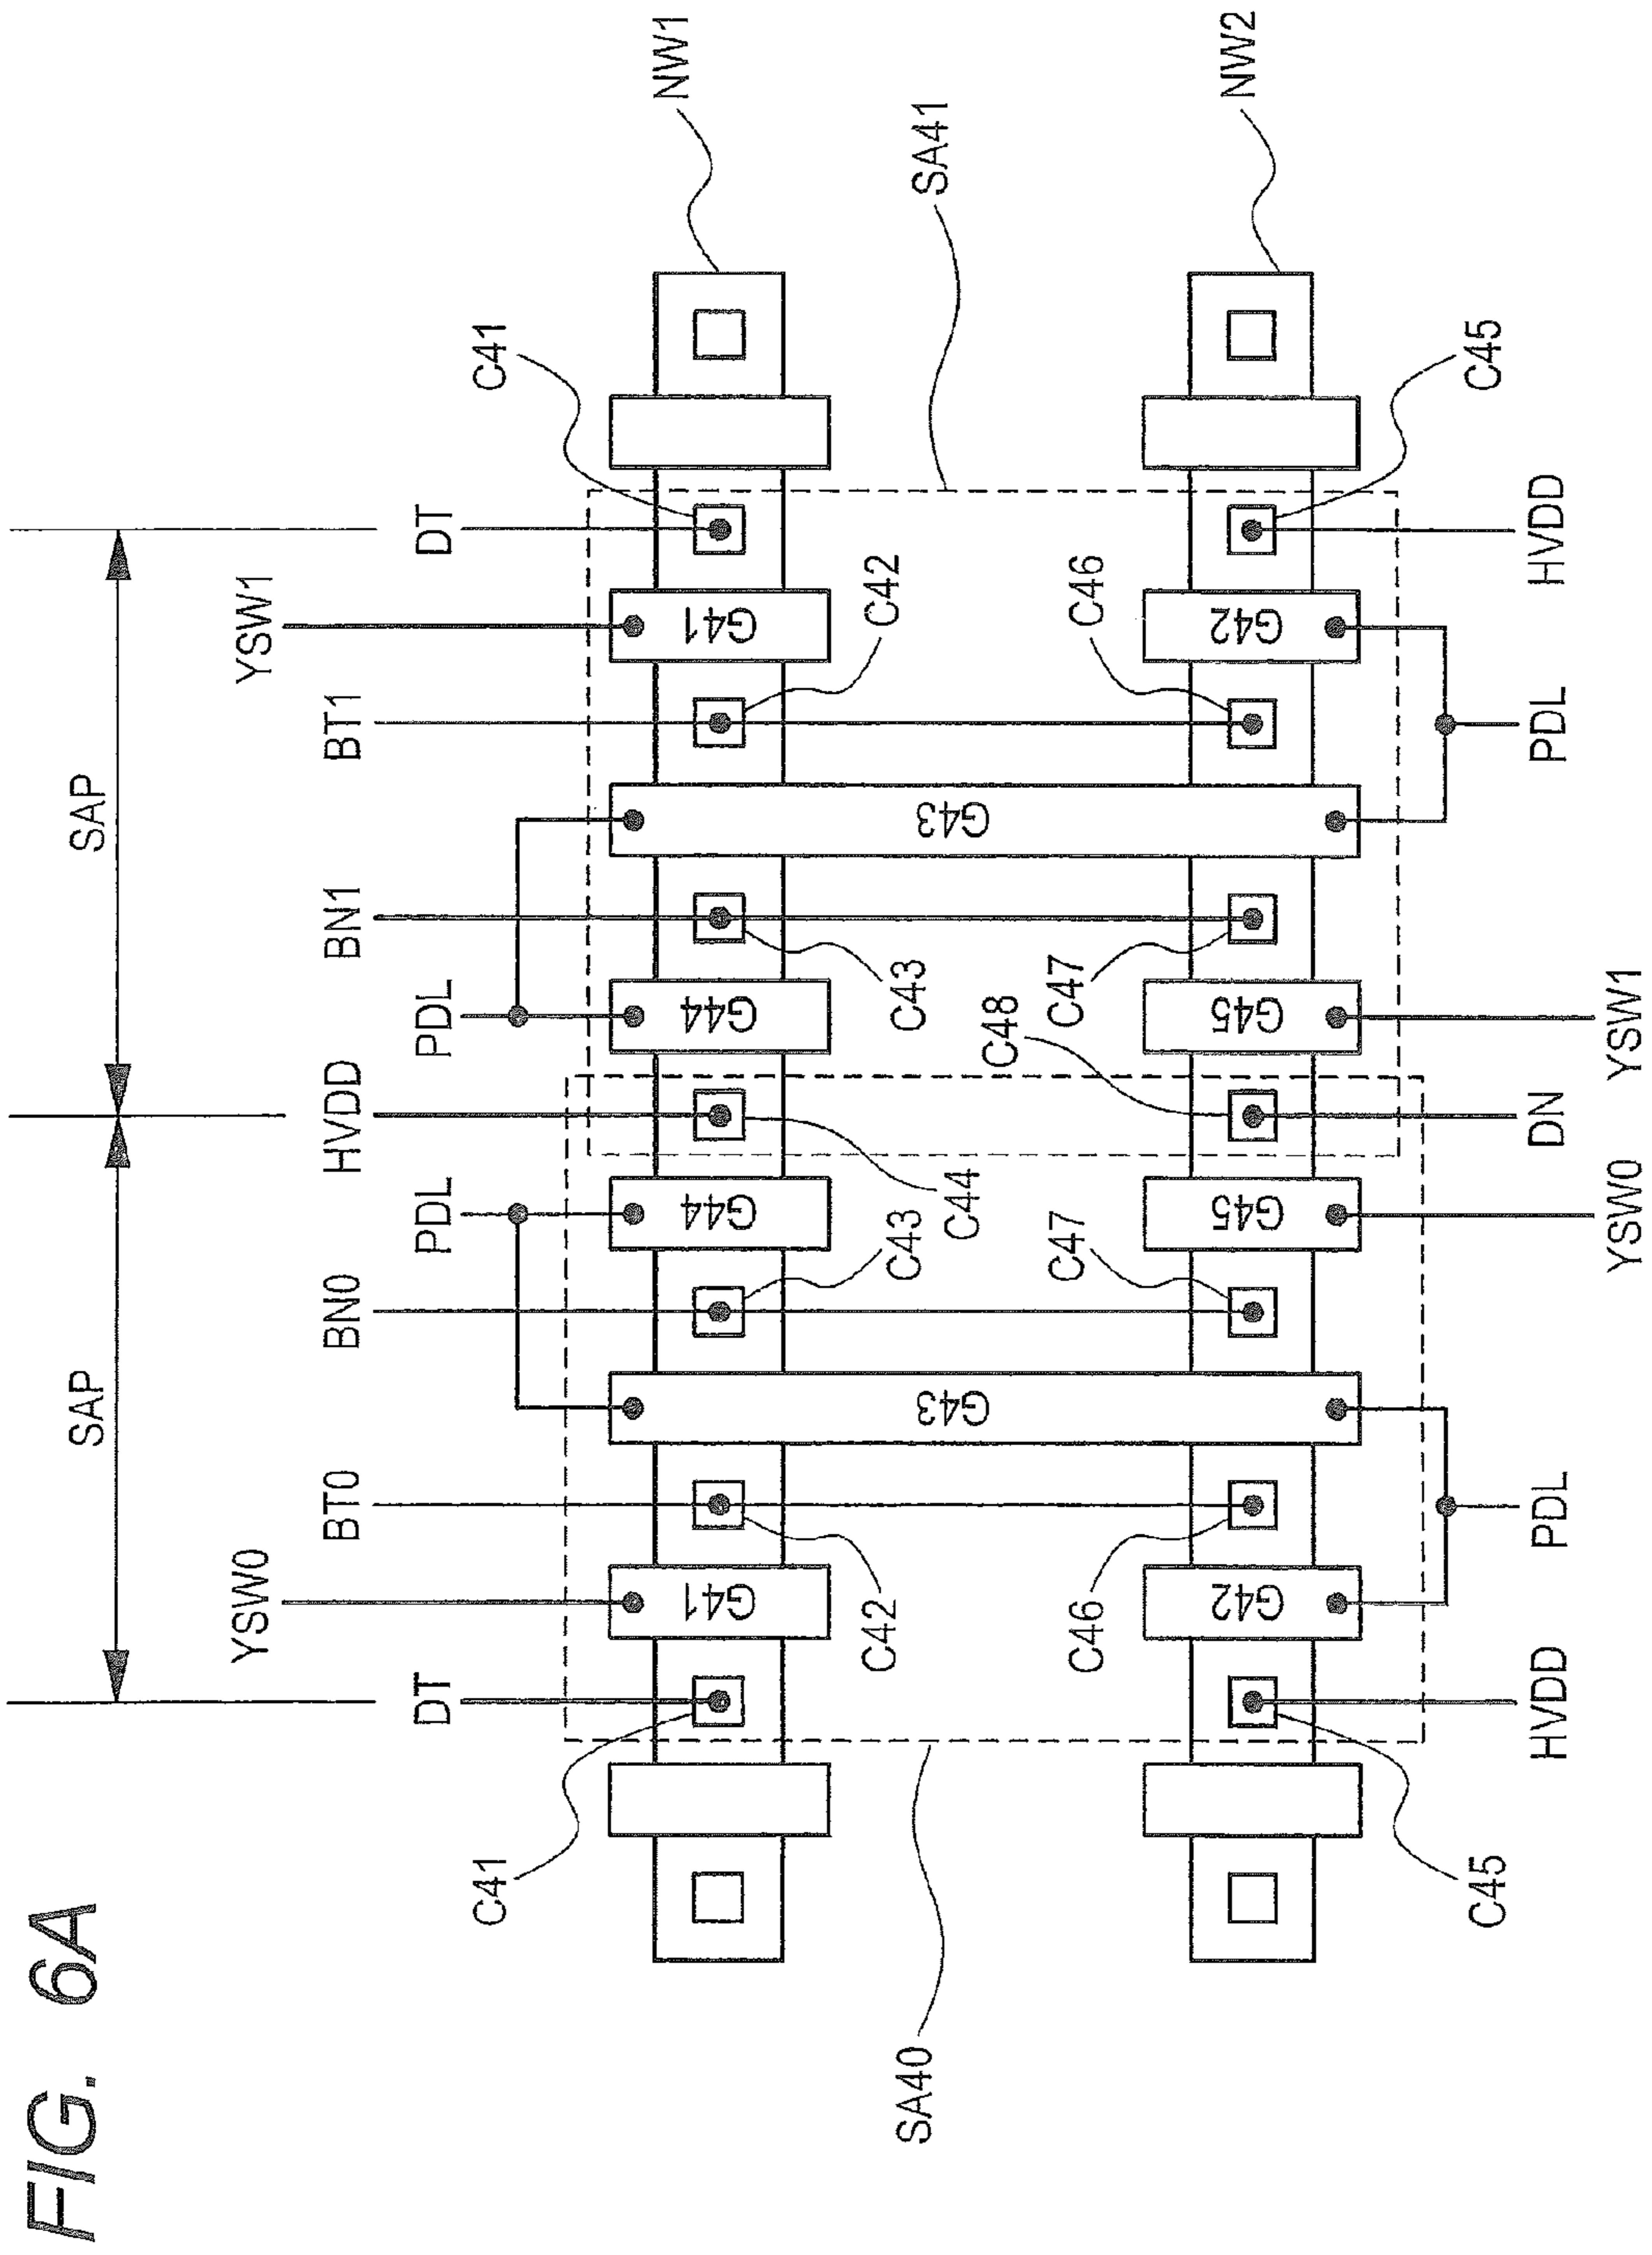 FIG. 6A
SAP
SAP
YSW0
YSW1
BT0
BN0
HVDD
BN1
BT1
DT
PDL
PDL
DT
C41
C41
NW1
G41
G44
G44
G41
C42
C43
C44
C43
C42
SA40
G43
G43
SA41
C46
C47
C48
C47
C46
G42
G45
G45
G42
NW2
C45
C45
HVDD
PDL
DN
PDL
HVDD
YSW0
YSW1